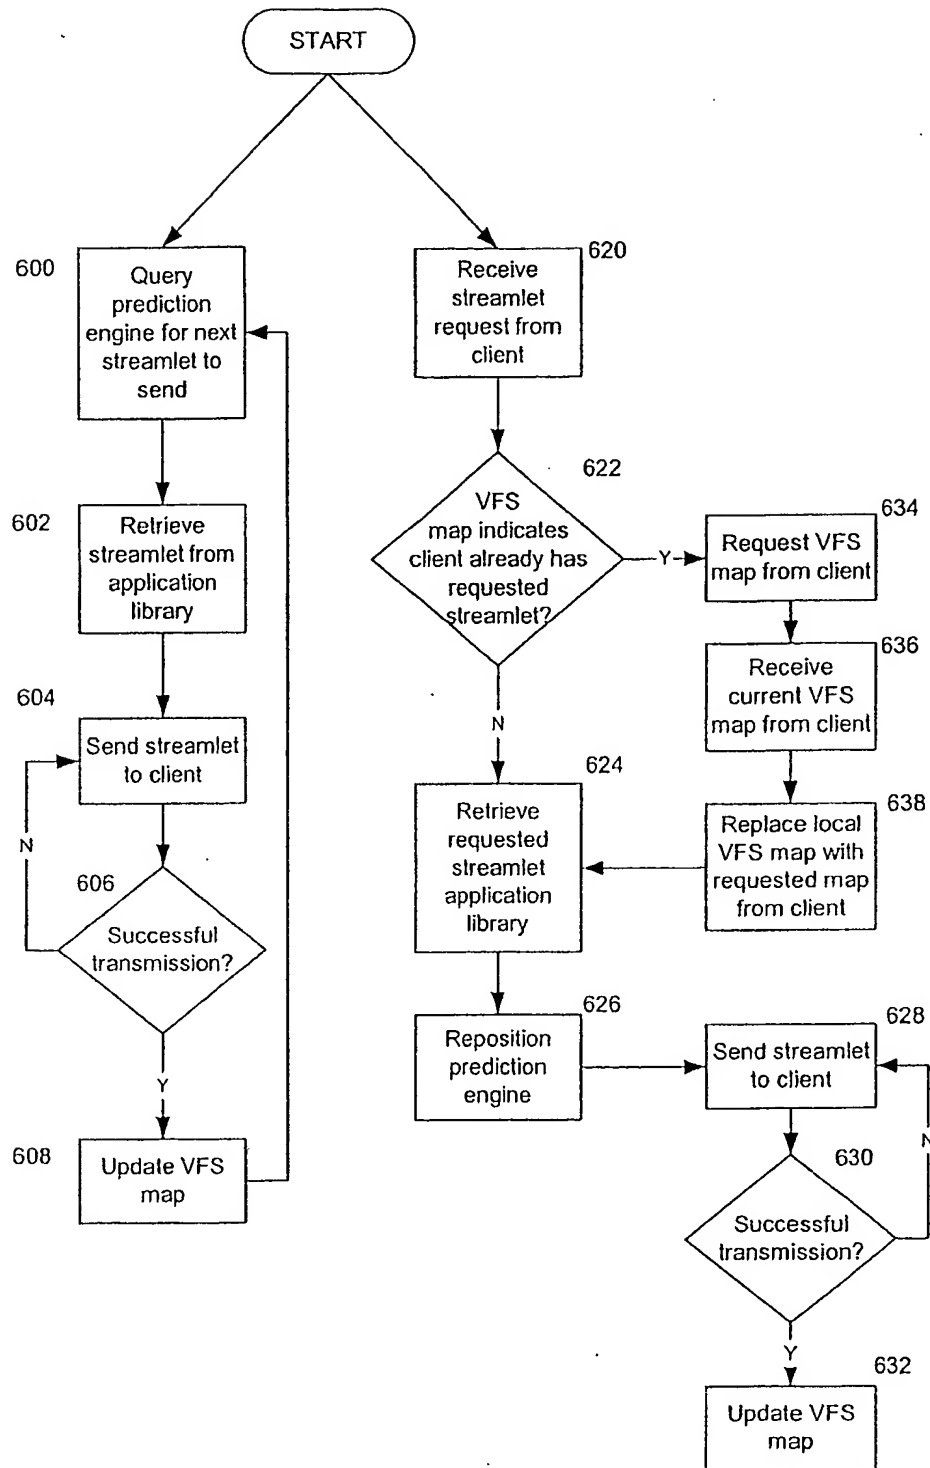 START
600
Query
prediction
engine for next
streamlet to
send
602
Retrieve
streamlet from
application
library
604
Send streamlet
to client
N
606
Successful
transmission?
Y
608
Update VFS
map
620
Receive
streamlet
request from
client
622
VFS
map indicates
client already has
requested
streamlet?
Y
N
634
Request VFS
map from client
636
Receive
current VFS
map from client
638
Replace local
VFS map with
requested map
from client
624
Retrieve
requested
streamlet
application
library
626
Reposition
prediction
engine
628
Send streamlet
to client
N
630
Successful
transmission?
Y
632
Update VFS
map